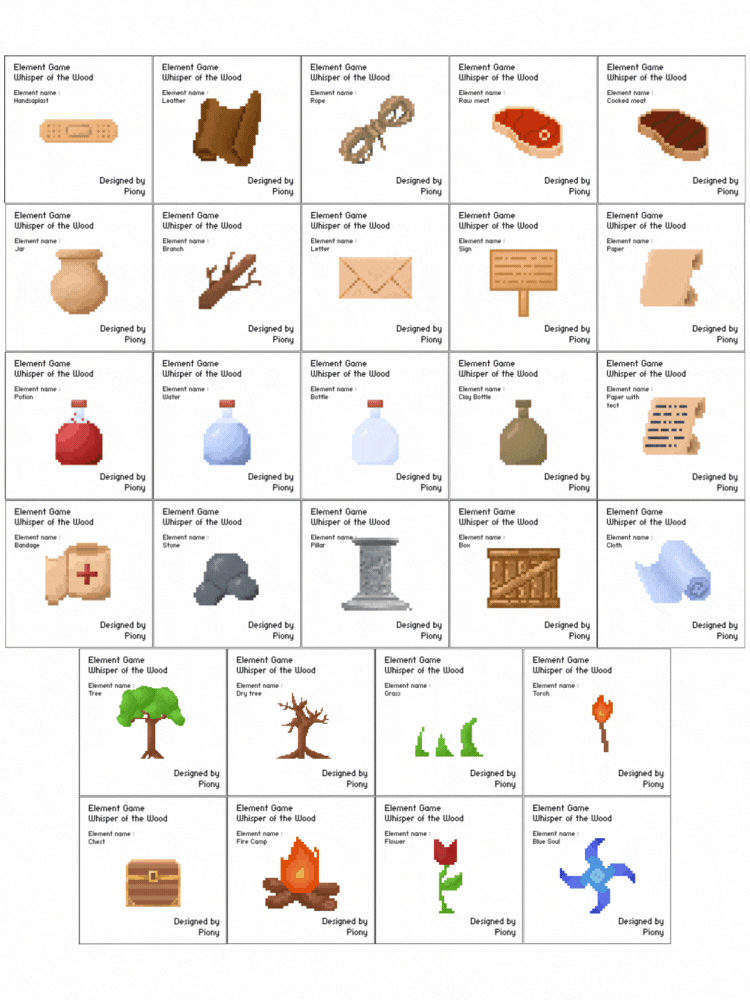 Element Game
Whisper of the Wood
Element name :
Handsaplast
Designed by
Piony
Element Game
Whisper of the Wood
Element name :
Leather
Designed by
Piony
Element Game
Whisper of the Wood
Element name :
Rope
Designed by
Piony
Element Game
Whisper of the Wood
Element name :
Raw meat
Designed by
Piony
Element Game
Whisper of the Wood
Element name :
Cooked meat
Designed by
Piony
Element Game
Whisper of the Wood
Element name :
Jar
Designed by
Piony
Element Game
Whisper of the Wood
Element name :
Branch
Designed by
Piony
Element Game
Whisper of the Wood
Element name :
Letter
Designed by
Piony
Element Game
Whisper of the Wood
Element name :
Sign
Designed by
Piony
Element Game
Whisper of the Wood
Element name :
Paper
Designed by
Piony
Element Game
Whisper of the Wood
Element name :
Potion
Designed by
Piony
Element Game
Whisper of the Wood
Element name :
Water
Designed by
Piony
Element Game
Whisper of the Wood
Element name :
Bottle
Designed by
Piony
Element Game
Whisper of the Wood
Element name :
Clay Bottle
Designed by
Piony
Element Game
Whisper of the Wood
Element name :
Paper with
tect
Designed by
Piony
Element Game
Whisper of the Wood
Element name :
Bandage
Designed by
Piony
Element Game
Whisper of the Wood
Element name :
Stone
Designed by
Piony
Element Game
Whisper of the Wood
Element name :
Pillar
Designed by
Piony
Element Game
Whisper of the Wood
Element name :
Box
Designed by
Piony
Element Game
Whisper of the Wood
Element name :
Cloth
Designed by
Piony
Element Game
Whisper of the Wood
Element name :
Tree
Designed by
Piony
Element Game
Whisper of the Wood
Element name :
Dry tree
Designed by
Piony
Element Game
Whisper of the Wood
Element name :
Grass
Designed by
Piony
Element Game
Whisper of the Wood
Element name :
Torch
Designed by
Piony
Element Game
Whisper of the Wood
Element name :
Chest
Designed by
Piony
Element Game
Whisper of the Wood
Element name :
Fire Camp
Designed by
Piony
Element Game
Whisper of the Wood
Element name :
Flower
Designed by
Piony
Element Game
Whisper of the Wood
Element name :
Blue Soul
Designed by
Piony